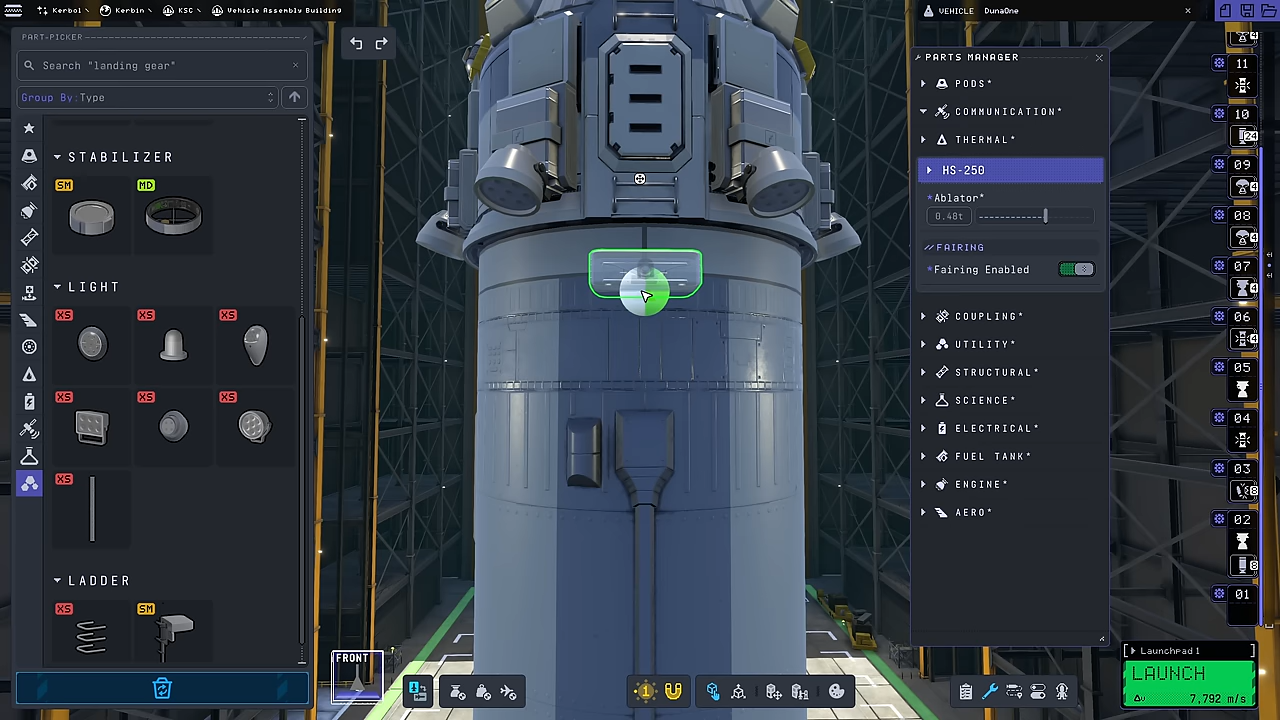 Kerbol
Kerbin
KSC
Vehicle Assembly Building
VEHICLE
DunaOne
PART-PICKER
Search "landing gear"
Group By: Type
STABILIZER
SM
MD
LIGHT
XS
XS
XS
XS
XS
XS
XS
LADDER
XS
SM
FRONT
1
PARTS MANAGER
PODS*
COMMUNICATION*
THERMAL*
HS-250
*Ablator*
0.48t
FAIRING
*Fairing Enabled
COUPLING*
UTILITY*
STRUCTURAL*
SCIENCE*
ELECTRICAL*
FUEL TANK*
ENGINE*
AERO*
11
10
09
08
07
06
05
04
03
02
01
Launchpad 1
LAUNCH
Δv 7,792 m/s